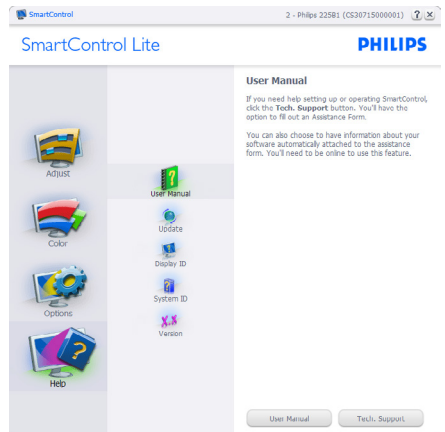 SmartControl
2 - Philips 225B1 (CS30715000001)
SmartControl Lite
PHILIPS
Adjust
Color
Options
Help
User Manual
Update
Display ID
System ID
X.X
Version
User Manual
If you need help setting up or operating SmartControl,
click the Tech. Support button. You'll have the
option to fill out an Assistance Form.
You can also choose to have information about your
software automatically attached to the assistance
form. You'll need to be online to use this feature.
User Manual
Tech. Support